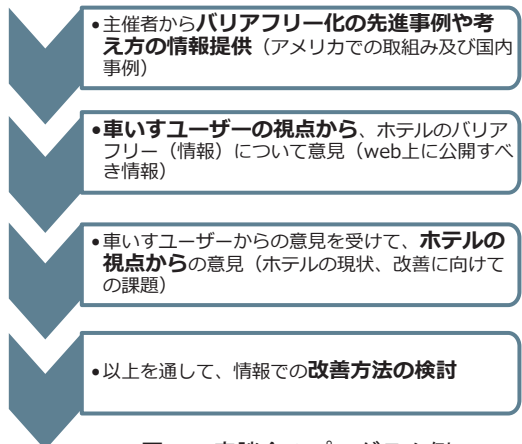 •主催者からバリアフリー化の先進事例や考
え方の情報提供（アメリカでの取組み及び国内
事例）
•車いすユーザーの視点から、ホテルのバリア
フリー（情報）について意見（web上に公開すべ
き情報）
•車いすユーザーからの意見を受けて、ホテルの
視点からの意見（ホテルの現状、改善に向けて
の課題）
•以上を通して、情報での改善方法の検討